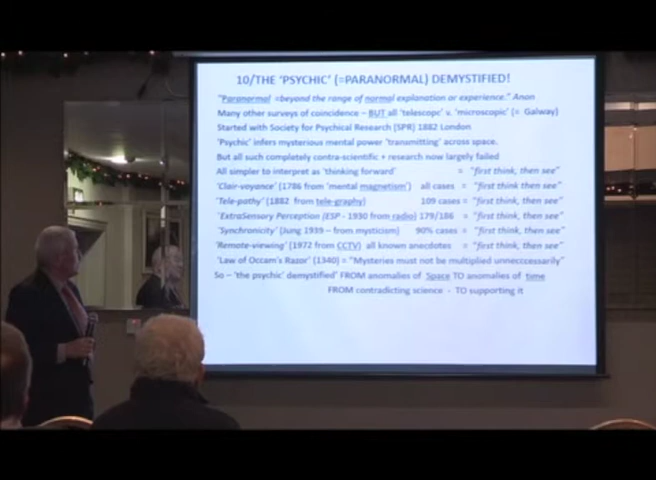 10/THE 'PSYCHIC' (=PARANORMAL) DEMYSTIFIED!
"Paranormal =beyond the range of normal explanation or experience." Anon
Many other surveys of coincidence – BUT all 'telescopc' v. 'microscopic' (= Galway)
Started with Society for Psychical Research (SPR) 1882 London
'Psychic' infers mysterious mental power 'transmitting' across space.
But all such completely contra-scientific + research now largely failed
All simpler to interpret as 'thinking forward' = "first think, then see"
'Clair-voyance' (1786 from 'mental magnetism') all cases = "first think, then see"
'Tele-pathy' (1882 from tele-graphy) 109 cases = "first think, then see"
'ExtraSensory Perception (ESP - 1930 from radio) 179/186 = "first think, then see"
'Synchronicity' (Jung 1939 – from mysticism) 90% cases = "first think, then see"
'Remote-viewing' (1972 from CCTV) all known anecdotes = "first think, then see"
'Law of Occam's Razor' (1340) = "Mysteries must not be multiplied unnecccessarily"
So – 'the psychic' demystified' FROM anomalies of Space TO anomalies of time
FROM contradicting science - TO supporting it